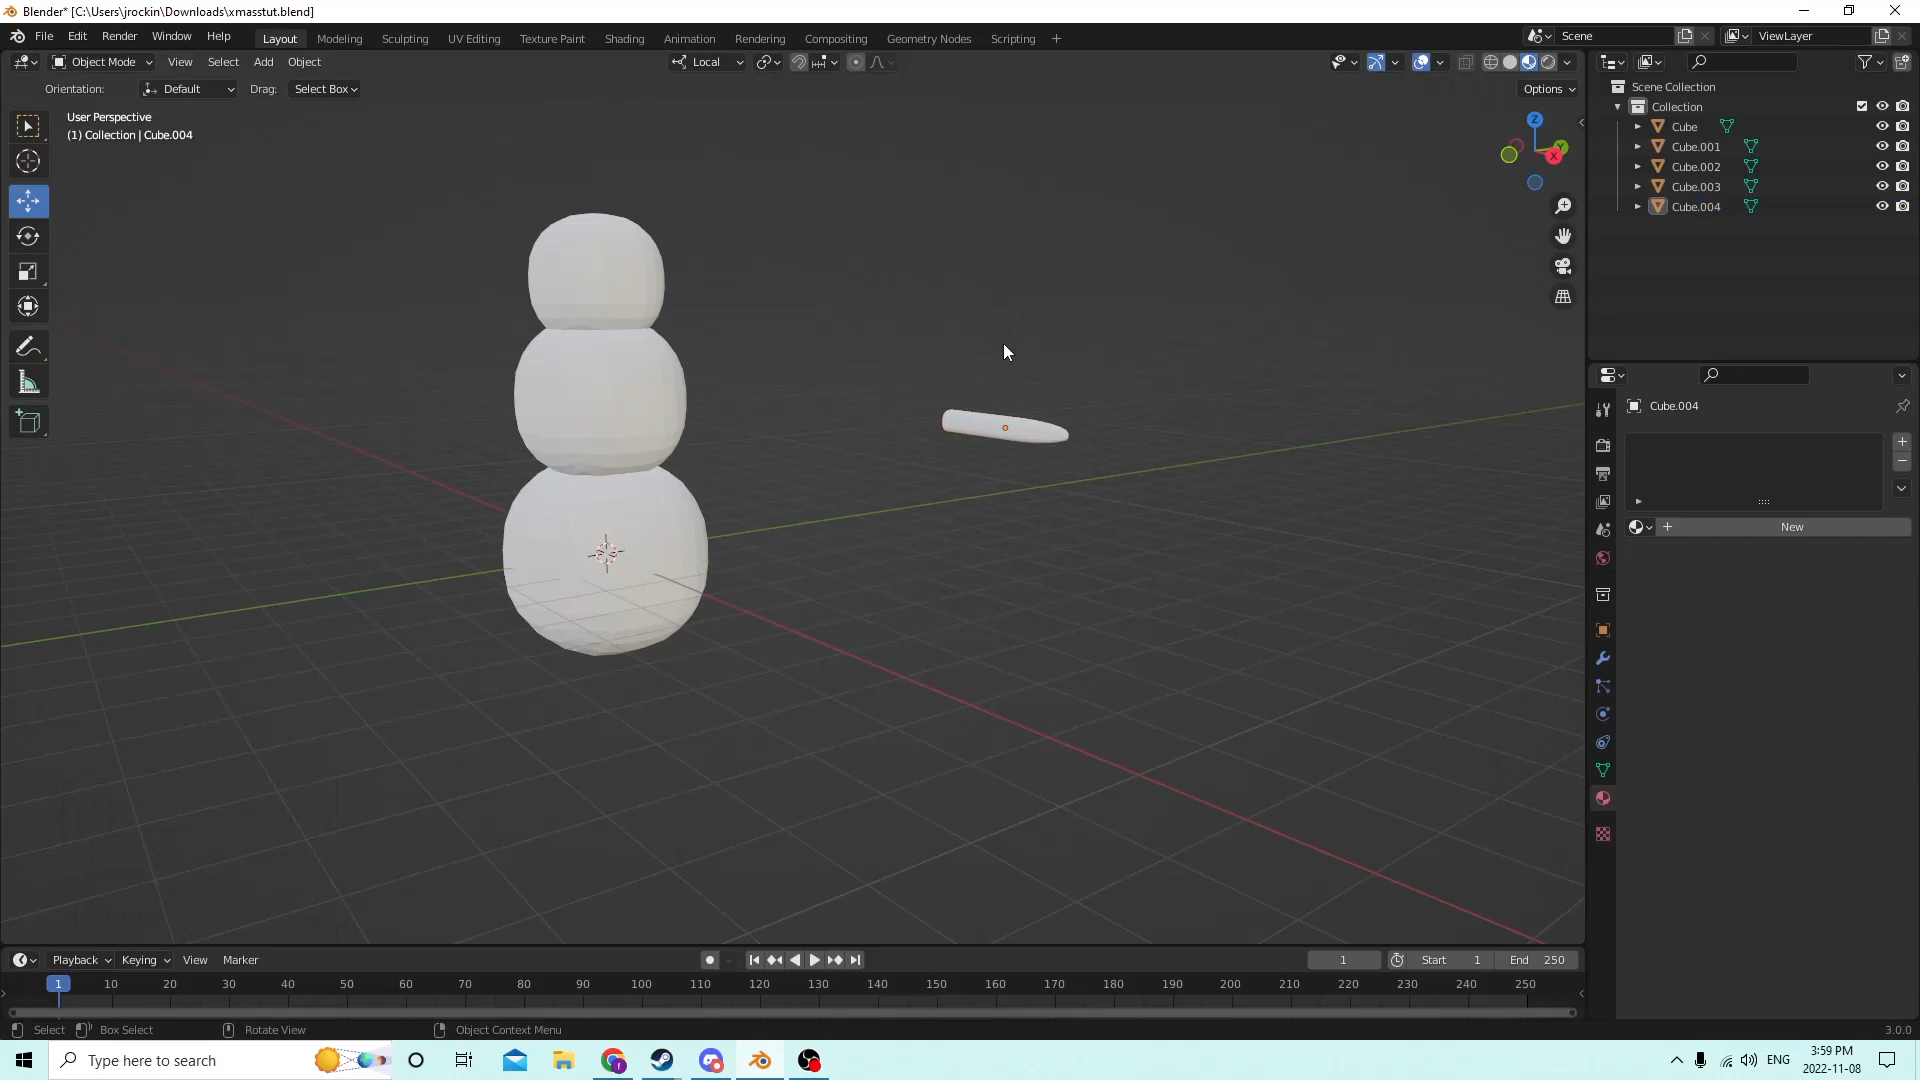 Blender* [C:\Users\jrockin\Downloads\xmasstut.blend]
File Edit Render Window Help Layout Modeling Sculpting UV Editing Texture Paint Shading Animation Rendering Compositing Geometry Nodes Scripting + Scene ViewLayer
Object Mode View Select Add Object Local
Orientation: Default Drag: Select Box Options
User Perspective
(1) Collection | Cube.004
Z
Y
X
Scene Collection
Collection
Cube
Cube.001
Cube.002
Cube.003
Cube.004
Cube.004
New
Playback Keying View Marker 1 Start 1 End 250
1 10 20 30 40 50 60 70 80 90 100 110 120 130 140 150 160 170 180 190 200 210 220 230 240 250
Select Box Select Rotate View Object Context Menu 3.0.0
Type here to search ENG 3:59 PM
2022-11-08